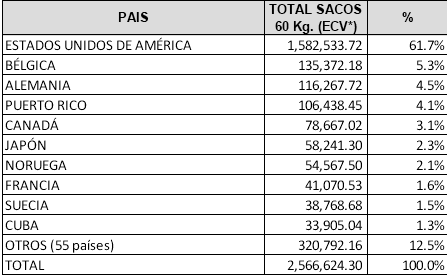 PAIS TOTAL SACOS 60 Kg. (ECV*) %
ESTADOS UNIDOS DE AMÉRICA 1,582,533.72 61.7%
BÉLGICA 135,372.18 5.3%
ALEMANIA 116,267.72 4.5%
PUERTO RICO 106,438.45 4.1%
CANADÁ 78,667.02 3.1%
JAPÓN 58,241.30 2.3%
NORUEGA 54,567.50 2.1%
FRANCIA 41,070.53 1.6%
SUECIA 38,768.68 1.5%
CUBA 33,905.04 1.3%
OTROS (55 países) 320,792.16 12.5%
TOTAL 2,566,624.30 100.0%